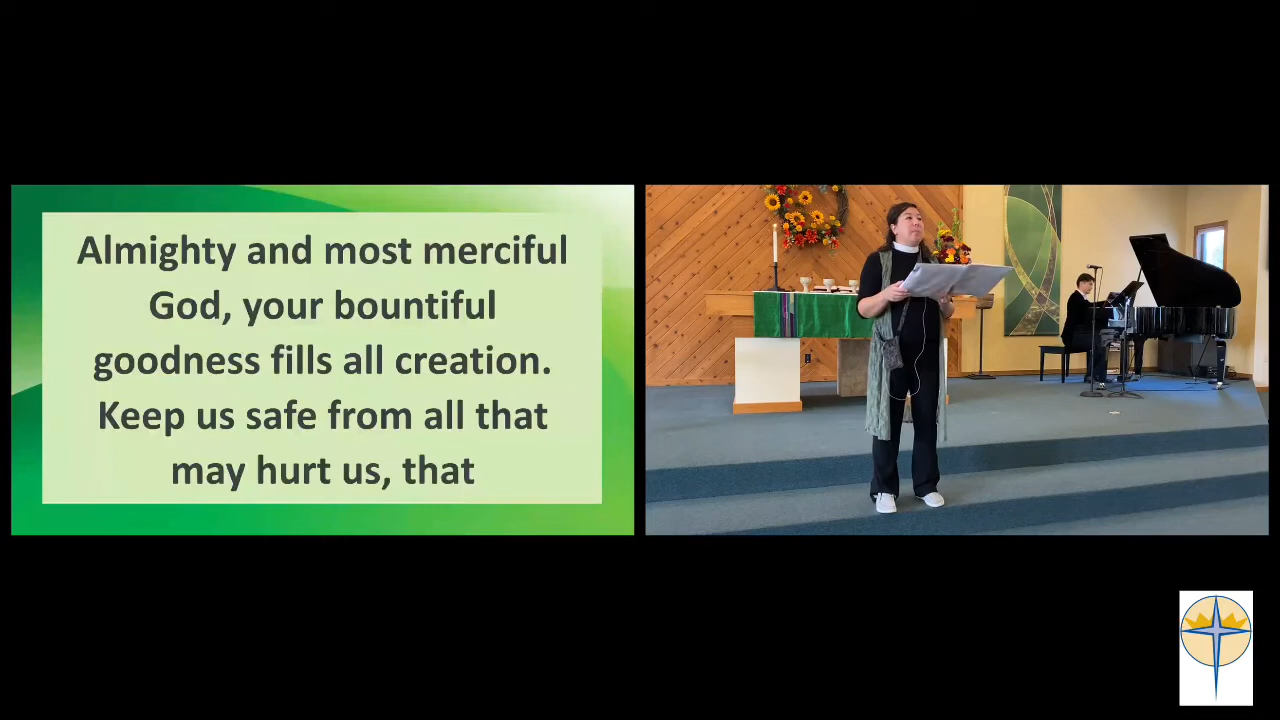 Almighty and most merciful
God, your bountiful
goodness fills all creation.
Keep us safe from all that
may hurt us, that